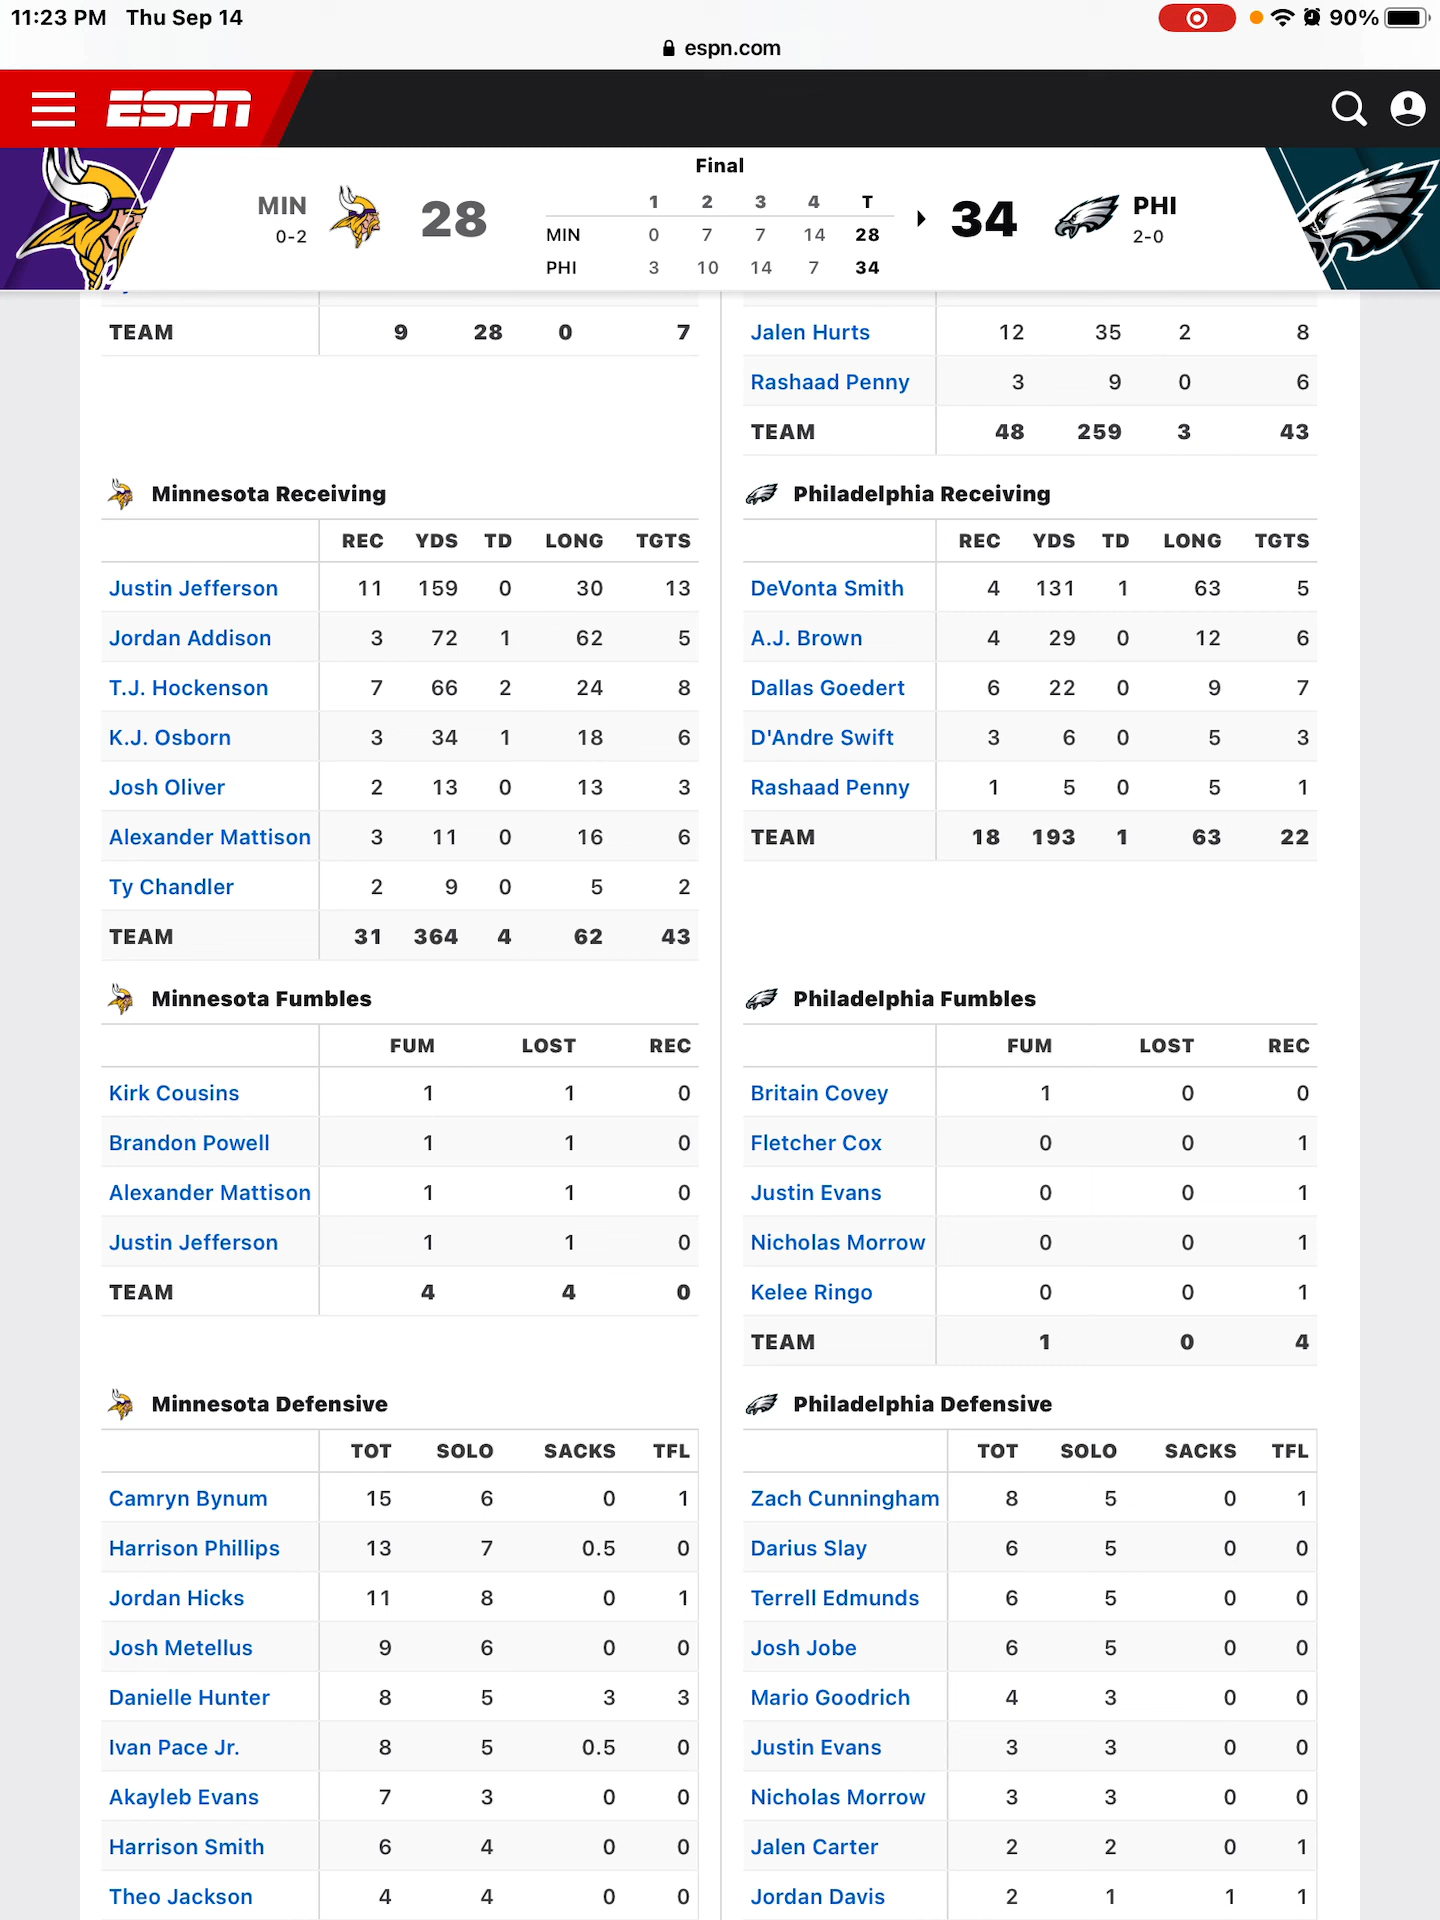 11:23 PM Thu Sep 14 90%
espn.com
ESPN
Final
MIN 0-2 28
1 2 3 4 T
MIN 0 7 7 14 28
PHI 3 10 14 7 34
34 PHI 2-0
TEAM 9 28 0 7
Jalen Hurts 12 35 2 8
Rashaad Penny 3 9 0 6
TEAM 48 259 3 43
Minnesota Receiving
REC YDS TD LONG TGTS
Justin Jefferson 11 159 0 30 13
Jordan Addison 3 72 1 62 5
T.J. Hockenson 7 66 2 24 8
K.J. Osborn 3 34 1 18 6
Josh Oliver 2 13 0 13 3
Alexander Mattison 3 11 0 16 6
Ty Chandler 2 9 0 5 2
TEAM 31 364 4 62 43
Philadelphia Receiving
REC YDS TD LONG TGTS
DeVonta Smith 4 131 1 63 5
A.J. Brown 4 29 0 12 6
Dallas Goedert 6 22 0 9 7
D'Andre Swift 3 6 0 5 3
Rashaad Penny 1 5 0 5 1
TEAM 18 193 1 63 22
Minnesota Fumbles
FUM LOST REC
Kirk Cousins 1 1 0
Brandon Powell 1 1 0
Alexander Mattison 1 1 0
Justin Jefferson 1 1 0
TEAM 4 4 0
Philadelphia Fumbles
FUM LOST REC
Britain Covey 1 0 0
Fletcher Cox 0 0 1
Justin Evans 0 0 1
Nicholas Morrow 0 0 1
Kelee Ringo 0 0 1
TEAM 1 0 4
Minnesota Defensive
TOT SOLO SACKS TFL
Camryn Bynum 15 6 0 1
Harrison Phillips 13 7 0.5 0
Jordan Hicks 11 8 0 1
Josh Metellus 9 6 0 0
Danielle Hunter 8 5 3 3
Ivan Pace Jr. 8 5 0.5 0
Akayleb Evans 7 3 0 0
Harrison Smith 6 4 0 0
Theo Jackson 4 4 0 0
Philadelphia Defensive
TOT SOLO SACKS TFL
Zach Cunningham 8 5 0 1
Darius Slay 6 5 0 0
Terrell Edmunds 6 5 0 0
Josh Jobe 6 5 0 0
Mario Goodrich 4 3 0 0
Justin Evans 3 3 0 0
Nicholas Morrow 3 3 0 0
Jalen Carter 2 2 0 1
Jordan Davis 2 1 1 1